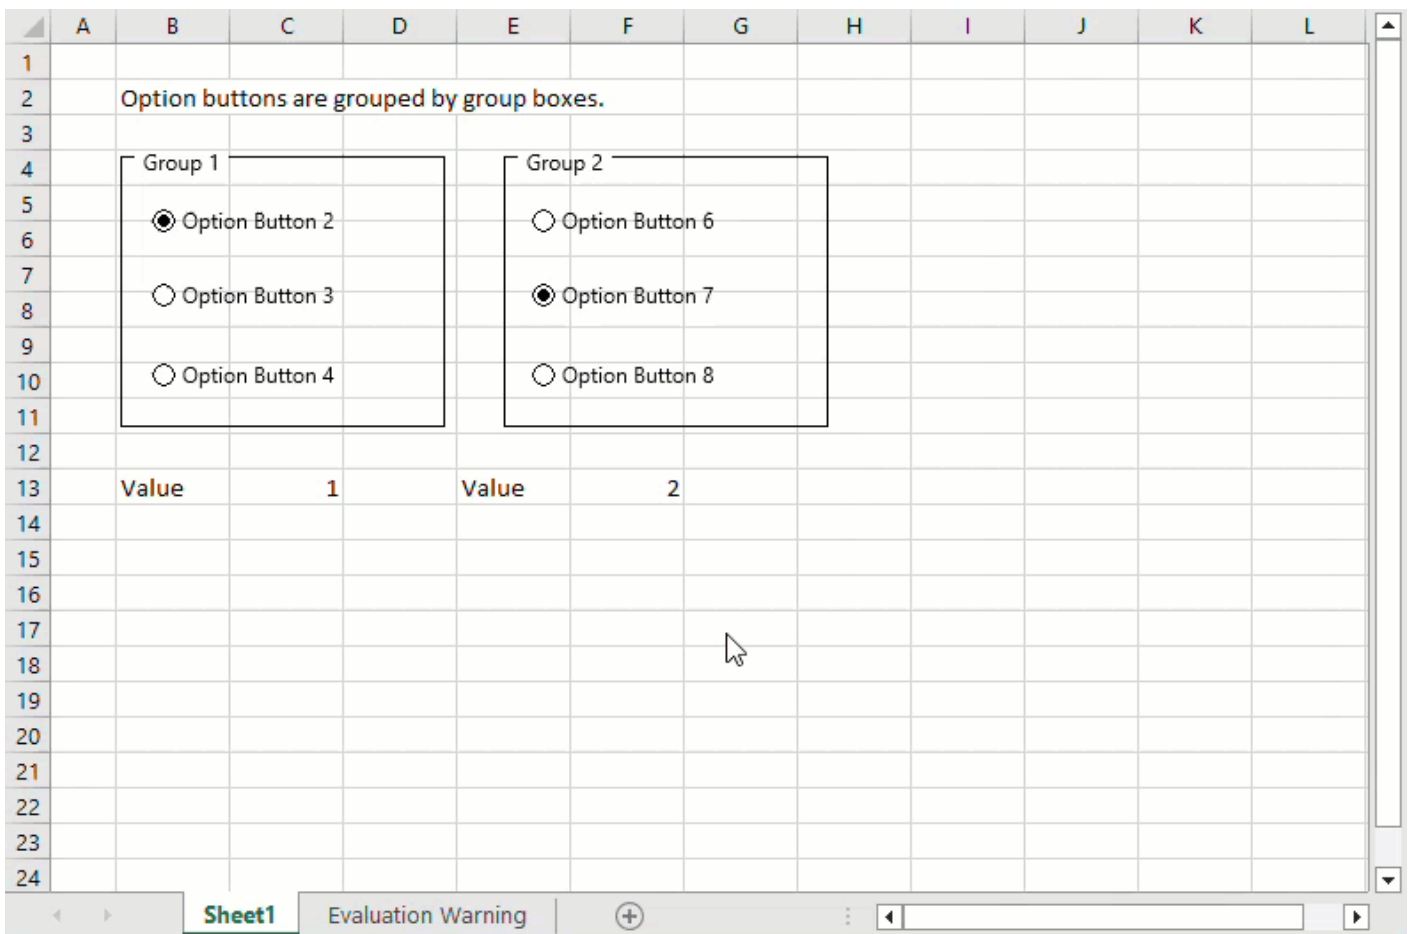 A B C D E F G H I J K L
1
2 Option buttons are grouped by group boxes.
3
4 Group 1 Group 2
5
Option Button 2 Option Button 6
6
7
Option Button 3 Option Button 7
8
9
10 Option Button 4 Option Button 8
11
12
13 Value 1 Value 2
14
15
16
17
18
19
20
21
22
23
24
Sheet1 Evaluation Warning